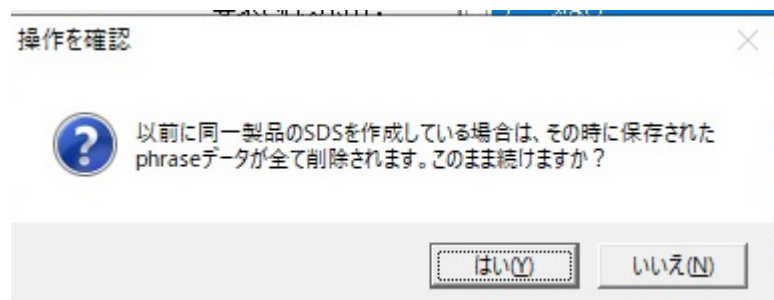 操作を確認
以前に同一製品のSDSを作成している場合は、その時に保存された
phraseデータが全て削除されます。このまま続けますか？
はい(Y)
いいえ(N)